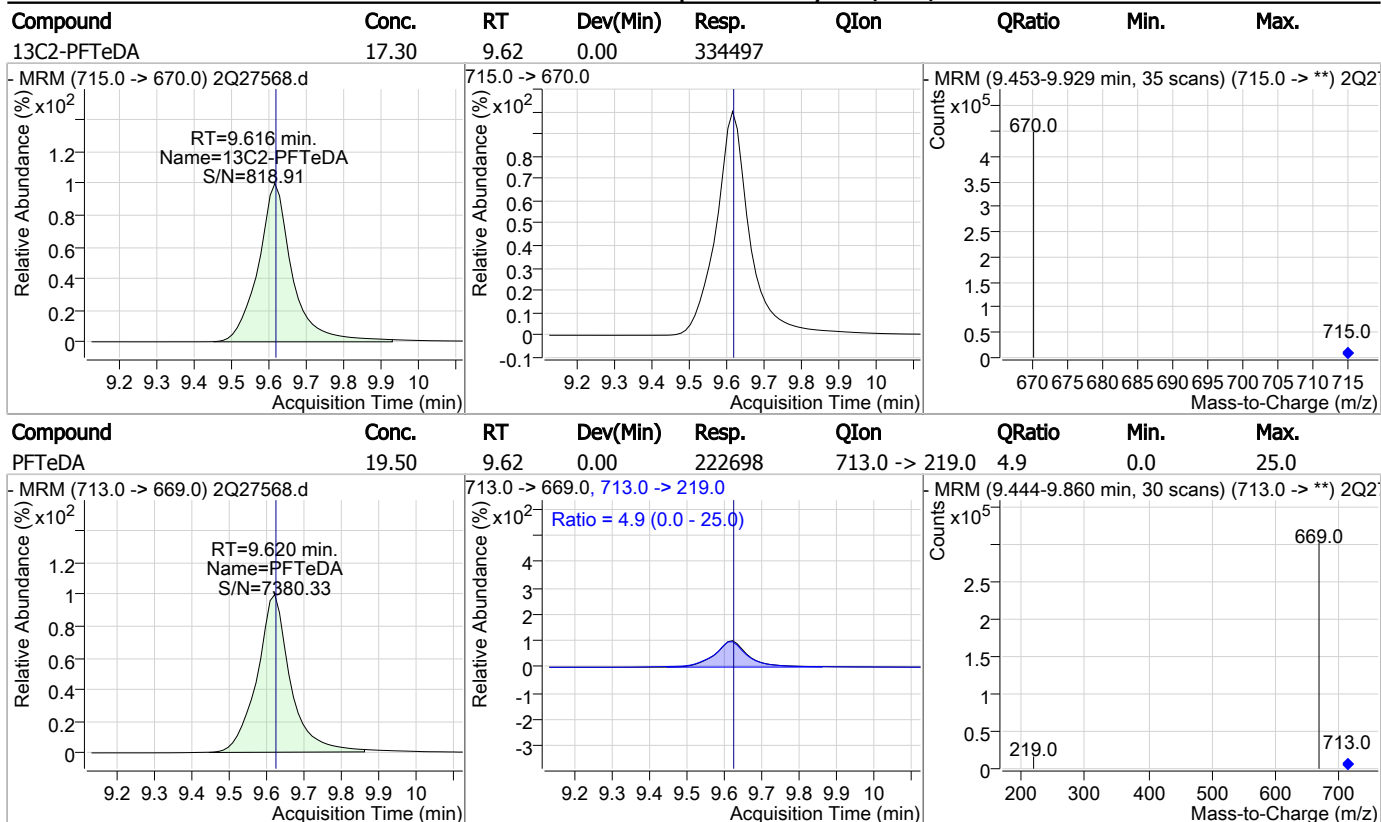 Compound Conc. RT Dev(Min) Resp. QIon QRatio Min. Max.
13C2-PFTeDA 17.30 9.62 0.00 334497
- MRM (715.0 -> 670.0) 2Q27568.d
x10²
RT=9.616 min.
Name=13C2-PFTeDA
S/N=818.91
1.2
1
0.8
0.6
0.4
0.2
0
Relative Abundance (%)
9.2 9.3 9.4 9.5 9.6 9.7 9.8 9.9 10
Acquisition Time (min)
715.0 -> 670.0
x10²
0.8
0.7
0.6
0.5
0.4
0.3
0.2
0.1
0
-0.1
Relative Abundance (%)
9.2 9.3 9.4 9.5 9.6 9.7 9.8 9.9 10
Acquisition Time (min)
- MRM (9.453-9.929 min, 35 scans) (715.0 -> **) 2Q2
Counts
x10⁵
670.0
4
3.5
3
2.5
2
1.5
1
0.5
0
715.0
670 675 680 685 690 695 700 705 710 715
Mass-to-Charge (m/z)
Compound Conc. RT Dev(Min) Resp. QIon QRatio Min. Max.
PFTeDA 19.50 9.62 0.00 222698 713.0 -> 219.0 4.9 0.0 25.0
- MRM (713.0 -> 669.0) 2Q27568.d
x10²
RT=9.620 min.
Name=PFTeDA
S/N=7380.33
1.2
1
0.8
0.6
0.4
0.2
0
Relative Abundance (%)
9.2 9.3 9.4 9.5 9.6 9.7 9.8 9.9 10
Acquisition Time (min)
713.0 -> 669.0, 713.0 -> 219.0
x10²
Ratio = 4.9 (0.0 - 25.0)
4
3
2
1
0
-1
-2
-3
Relative Abundance (%)
9.2 9.3 9.4 9.5 9.6 9.7 9.8 9.9 10
Acquisition Time (min)
- MRM (9.444-9.860 min, 30 scans) (713.0 -> **) 2Q2
Counts
x10⁵
669.0
2.5
2
1.5
1
0.5
0
219.0
713.0
200 300 400 500 600 700
Mass-to-Charge (m/z)